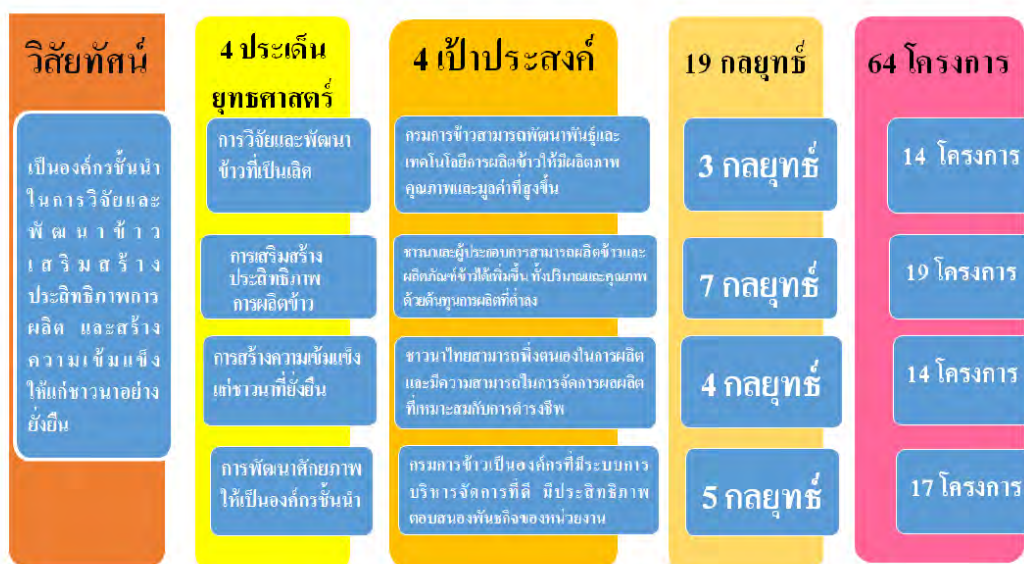 วิสัยทัศน์
เป็นองค์กรชั้นนำ
ในการวิจัยและ
พัฒนาข้าว
เสริมสร้าง
ประสิทธิภาพการ
ผลิต และสร้าง
ความเข้มแข็ง
ให้แก่ชาวนาอย่าง
ยั่งยืน
4 ประเด็น
ยุทธศาสตร์
การวิจัยและพัฒนา
ข้าวที่เป็นเลิศ
การเสริมสร้าง
ประสิทธิภาพ
การผลิตข้าว
การสร้างความเข้มแข็ง
แก่ชาวนาที่ยั่งยืน
การพัฒนาศักยภาพ
ให้เป็นองค์กรชั้นนำ
4 เป้าประสงค์
กรมการข้าวสามารถพัฒนาพันธุ์และ
เทคโนโลยีการผลิตข้าวให้มีผลิตภาพ
คุณภาพและมูลค่าที่สูงขึ้น
ชาวนาและผู้ประกอบการสามารถผลิตข้าวและ
ผลิตภัณฑ์ข้าวได้เพิ่มขึ้น ทั้งปริมาณและคุณภาพ
ด้วยต้นทุนการผลิตที่ต่ำลง
ชาวนาไทยสามารถพึ่งตนเองในการผลิต
และมีความสามารถในการจัดการผลผลิต
ที่เหมาะสมกับการดำรงชีพ
กรมการข้าวเป็นองค์กรที่มีระบบการ
บริหารจัดการที่ดี มีประสิทธิภาพ
ตอบสนองพันธกิจของหน่วยงาน
19 กลยุทธ์
3 กลยุทธ์
7 กลยุทธ์
4 กลยุทธ์
5 กลยุทธ์
64 โครงการ
14 โครงการ
19 โครงการ
14 โครงการ
17 โครงการ